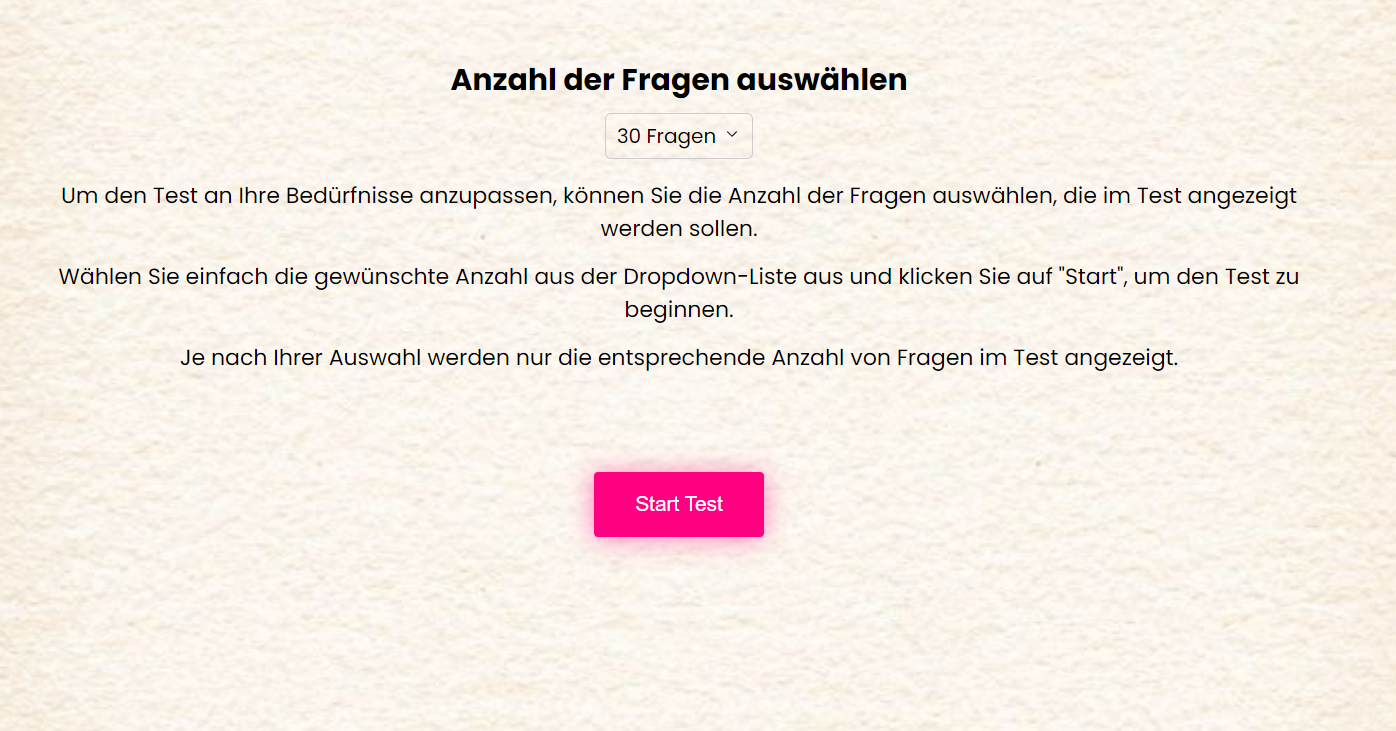 Anzahl der Fragen auswählen
30 Fragen
Um den Test an Ihre Bedürfnisse anzupassen, können Sie die Anzahl der Fragen auswählen, die im Test angezeigt
werden sollen.
Wählen Sie einfach die gewünschte Anzahl aus der Dropdown-Liste aus und klicken Sie auf "Start", um den Test zu
beginnen.
Je nach Ihrer Auswahl werden nur die entsprechende Anzahl von Fragen im Test angezeigt.
Start Test